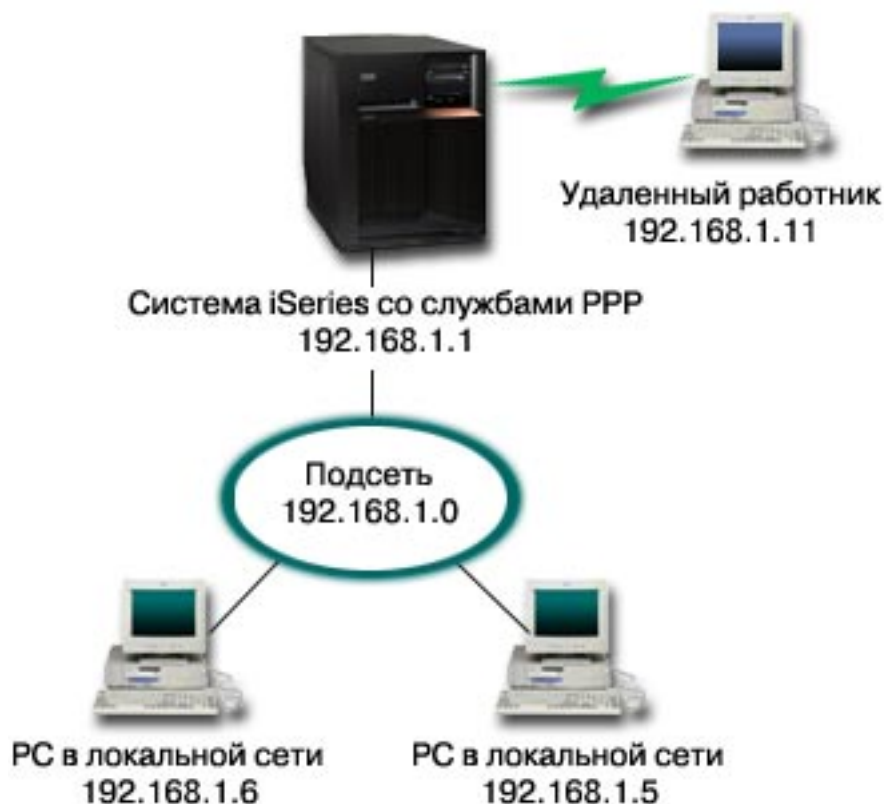 Удаленный работник
192.168.1.11
Система iSeries со службами PPP
192.168.1.1
Подсеть
192.168.1.0
PC в локальной сети
192.168.1.6
PC в локальной сети
192.168.1.5